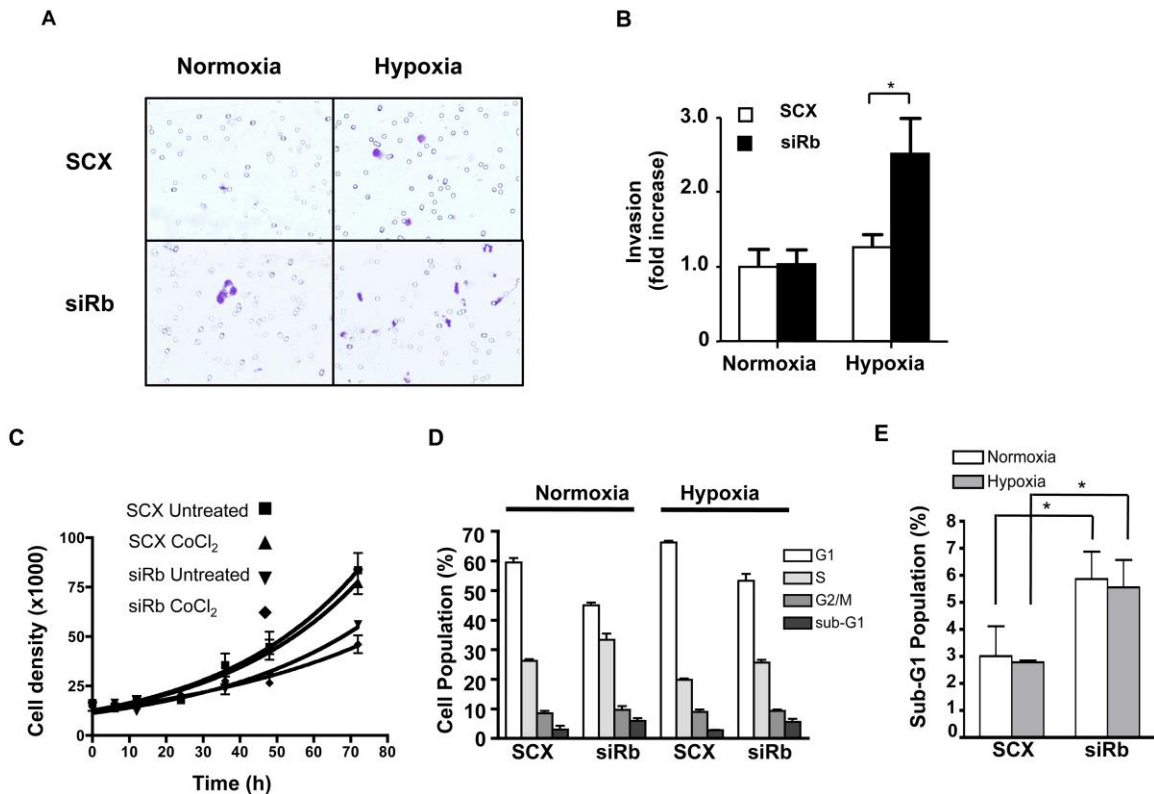 A
Normoxia Hypoxia
SCX
siRb
B
SCX
siRb
*
Invasion
(fold increase)
3.0
2.0
1.0
0
Normoxia Hypoxia
C
SCX Untreated
SCX CoCl₂
siRb Untreated
siRb CoCl₂
Cell density (x1000)
100
75
50
25
0
0 10 20 30 40 50 60 70 80
Time (h)
D
Normoxia Hypoxia
G1
S
G2/M
sub-G1
Cell Population (%)
70
60
50
40
30
20
10
0
SCX siRb SCX siRb
E
Normoxia
Hypoxia
*
*
Sub-G1 Population (%)
8
7
6
5
4
3
2
1
0
SCX siRb